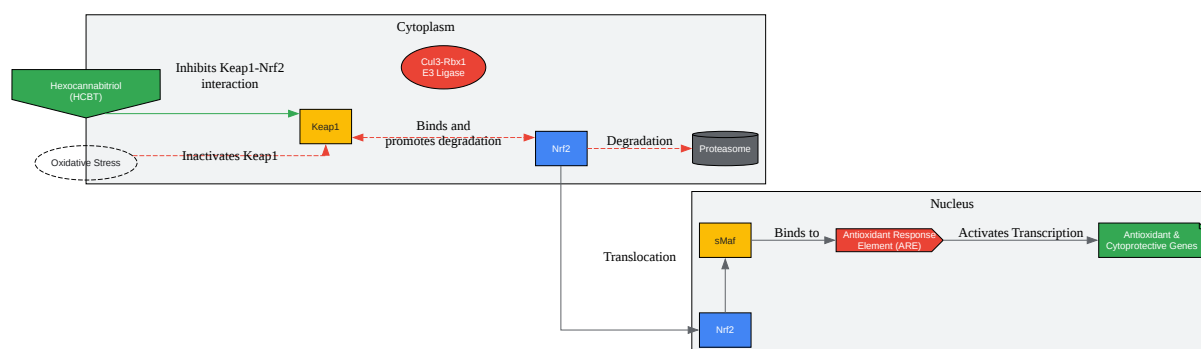 Cytoplasm
Cul3-Rbx1
E3 Ligase
Inhibits Keap1-Nrf2
interaction
Hexocannabitriol
(HCBT)
Keap1
Binds and
promotes degradation
Nrf2
Degradation
Proteasome
Oxidative Stress
Inactivates Keap1
Nucleus
sMaf
Binds to
Antioxidant Response
Element (ARE)
Activates Transcription
Antioxidant &
Cytoprotective Genes
Translocation
Nrf2